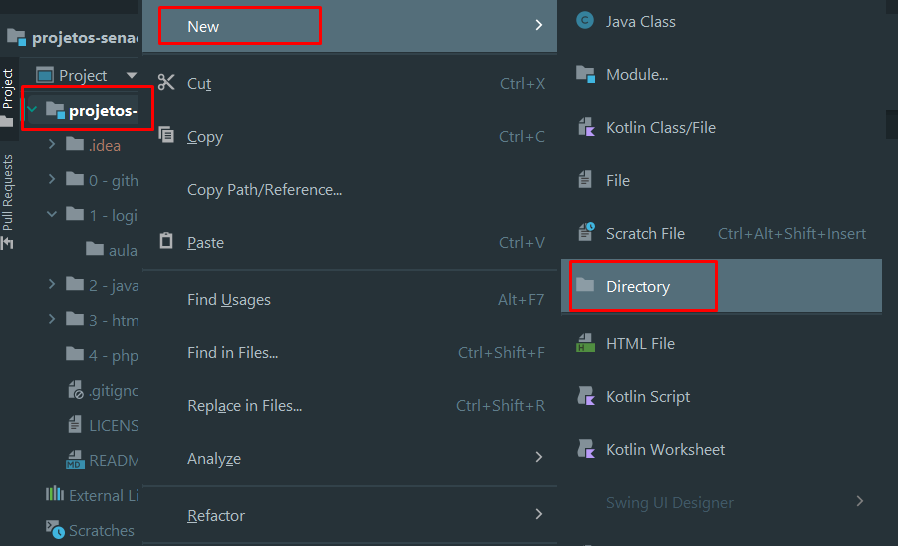 projetos-senac
Project
Project
projetos-
.idea
0 - gith
1 - logi
aula
2 - java
3 - htm
4 - php
.gitigno
LICENS
READM
External Li
Scratches
Pull Requests
New
Cut Ctrl+X
Copy Ctrl+C
Copy Path/Reference...
Paste Ctrl+V
Find Usages Alt+F7
Find in Files... Ctrl+Shift+F
Replace in Files... Ctrl+Shift+R
Analyze
Refactor
Java Class
Module...
Kotlin Class/File
File
Scratch File Ctrl+Alt+Shift+Insert
Directory
HTML File
Kotlin Script
Kotlin Worksheet
Swing UI Designer